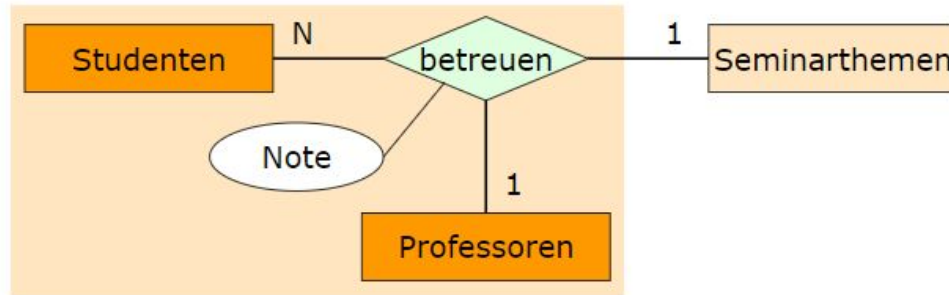 N
1
Studenten
betreuen
Seminarthemen
Note
1
Professoren